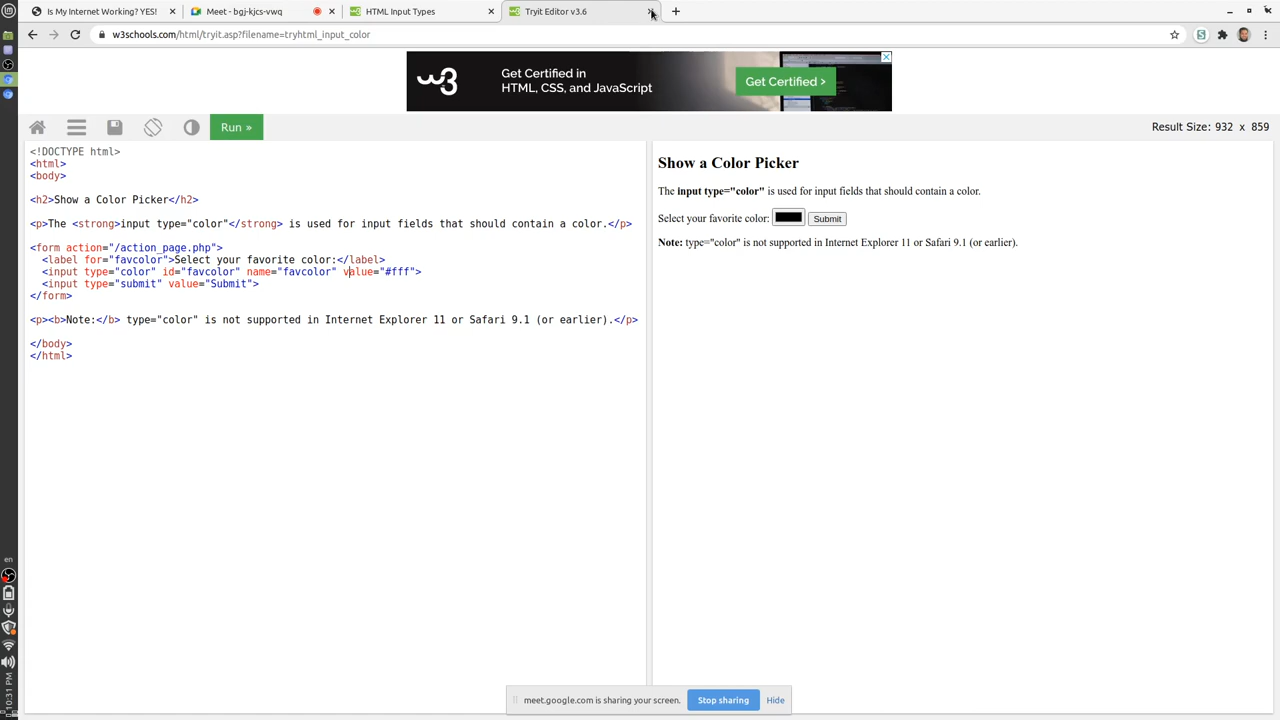 Is My Internet Working? YES!
Meet - bgj-kjcs-vwq
HTML Input Types
Tryit Editor v3.6
w3schools.com/html/tryit.asp?filename=tryhtml_input_color
w3
Get Certified in
HTML, CSS, and JavaScript
Get Certified >
Run »
Result Size: 932 x 859
<!DOCTYPE html>
<html>
<body>
<h2>Show a Color Picker</h2>
<p>The <strong>input type="color"</strong> is used for input fields that should contain a color.</p>
<form action="/action_page.php">
<label for="favcolor">Select your favorite color:</label>
<input type="color" id="favcolor" name="favcolor" value="#fff">
<input type="submit" value="Submit">
</form>
<p><b>Note:</b> type="color" is not supported in Internet Explorer 11 or Safari 9.1 (or earlier).</p>
</body>
</html>
Show a Color Picker
The input type="color" is used for input fields that should contain a color.
Select your favorite color: Submit
Note: type="color" is not supported in Internet Explorer 11 or Safari 9.1 (or earlier).
en
10:31 PM
meet.google.com is sharing your screen. Stop sharing Hide